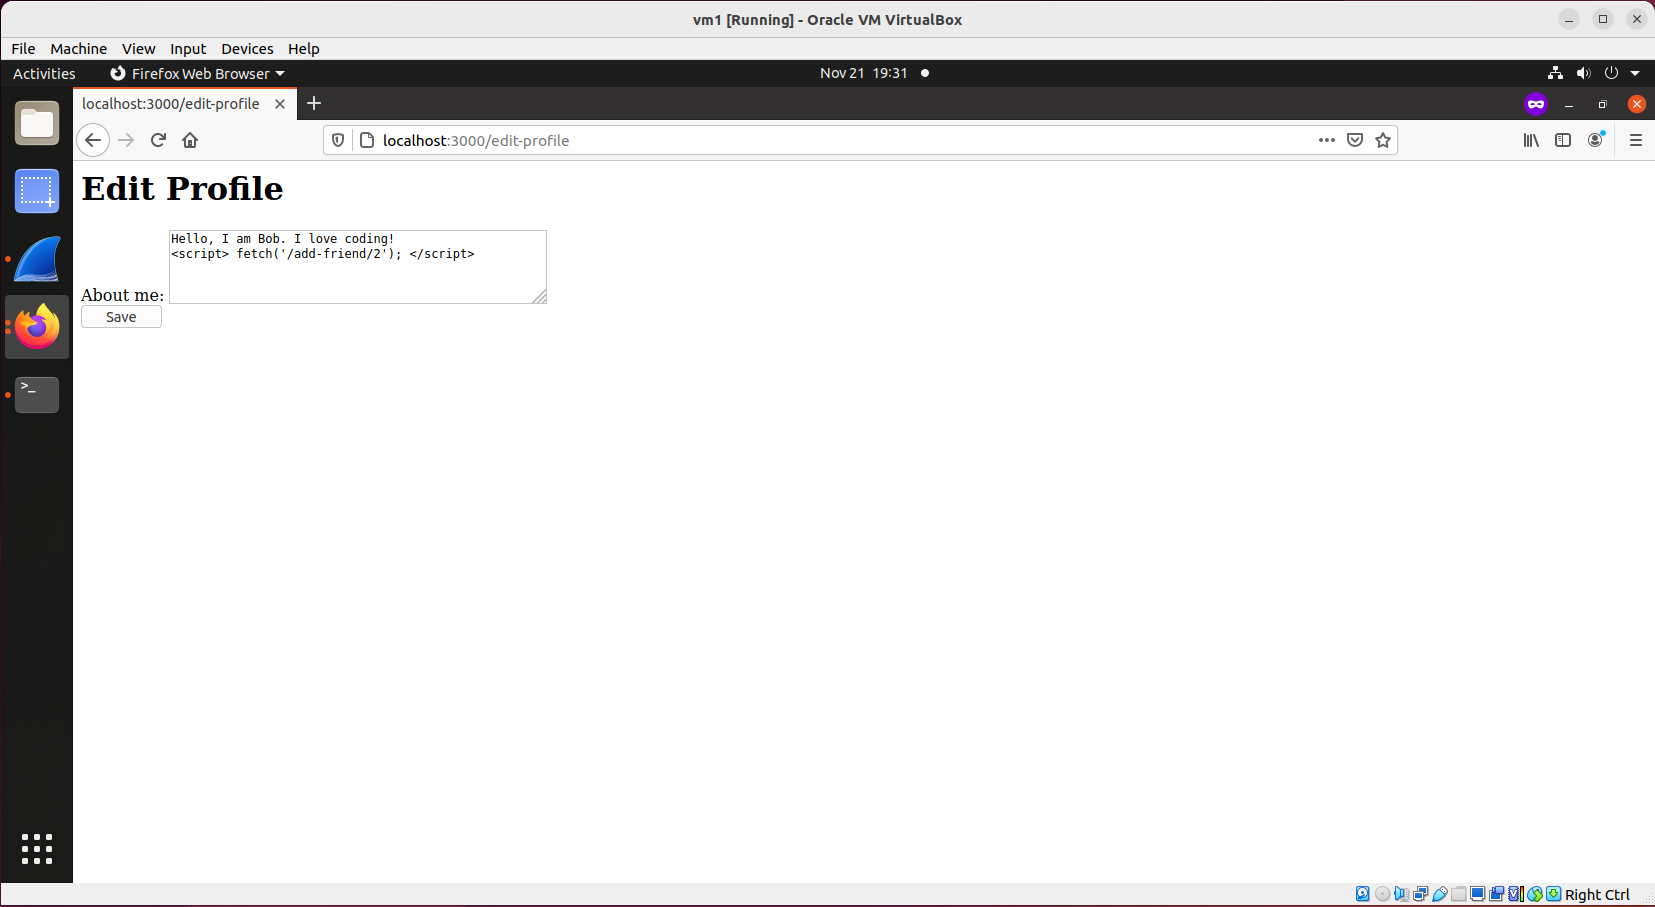 vm1 [Running] - Oracle VM VirtualBox
File Machine View Input Devices Help
Activities Firefox Web Browser Nov 21 19:31
localhost:3000/edit-profile
localhost:3000/edit-profile
Edit Profile
Hello, I am Bob. I love coding!
<script> fetch('/add-friend/2'); </script>
About me:
Save
Right Ctrl